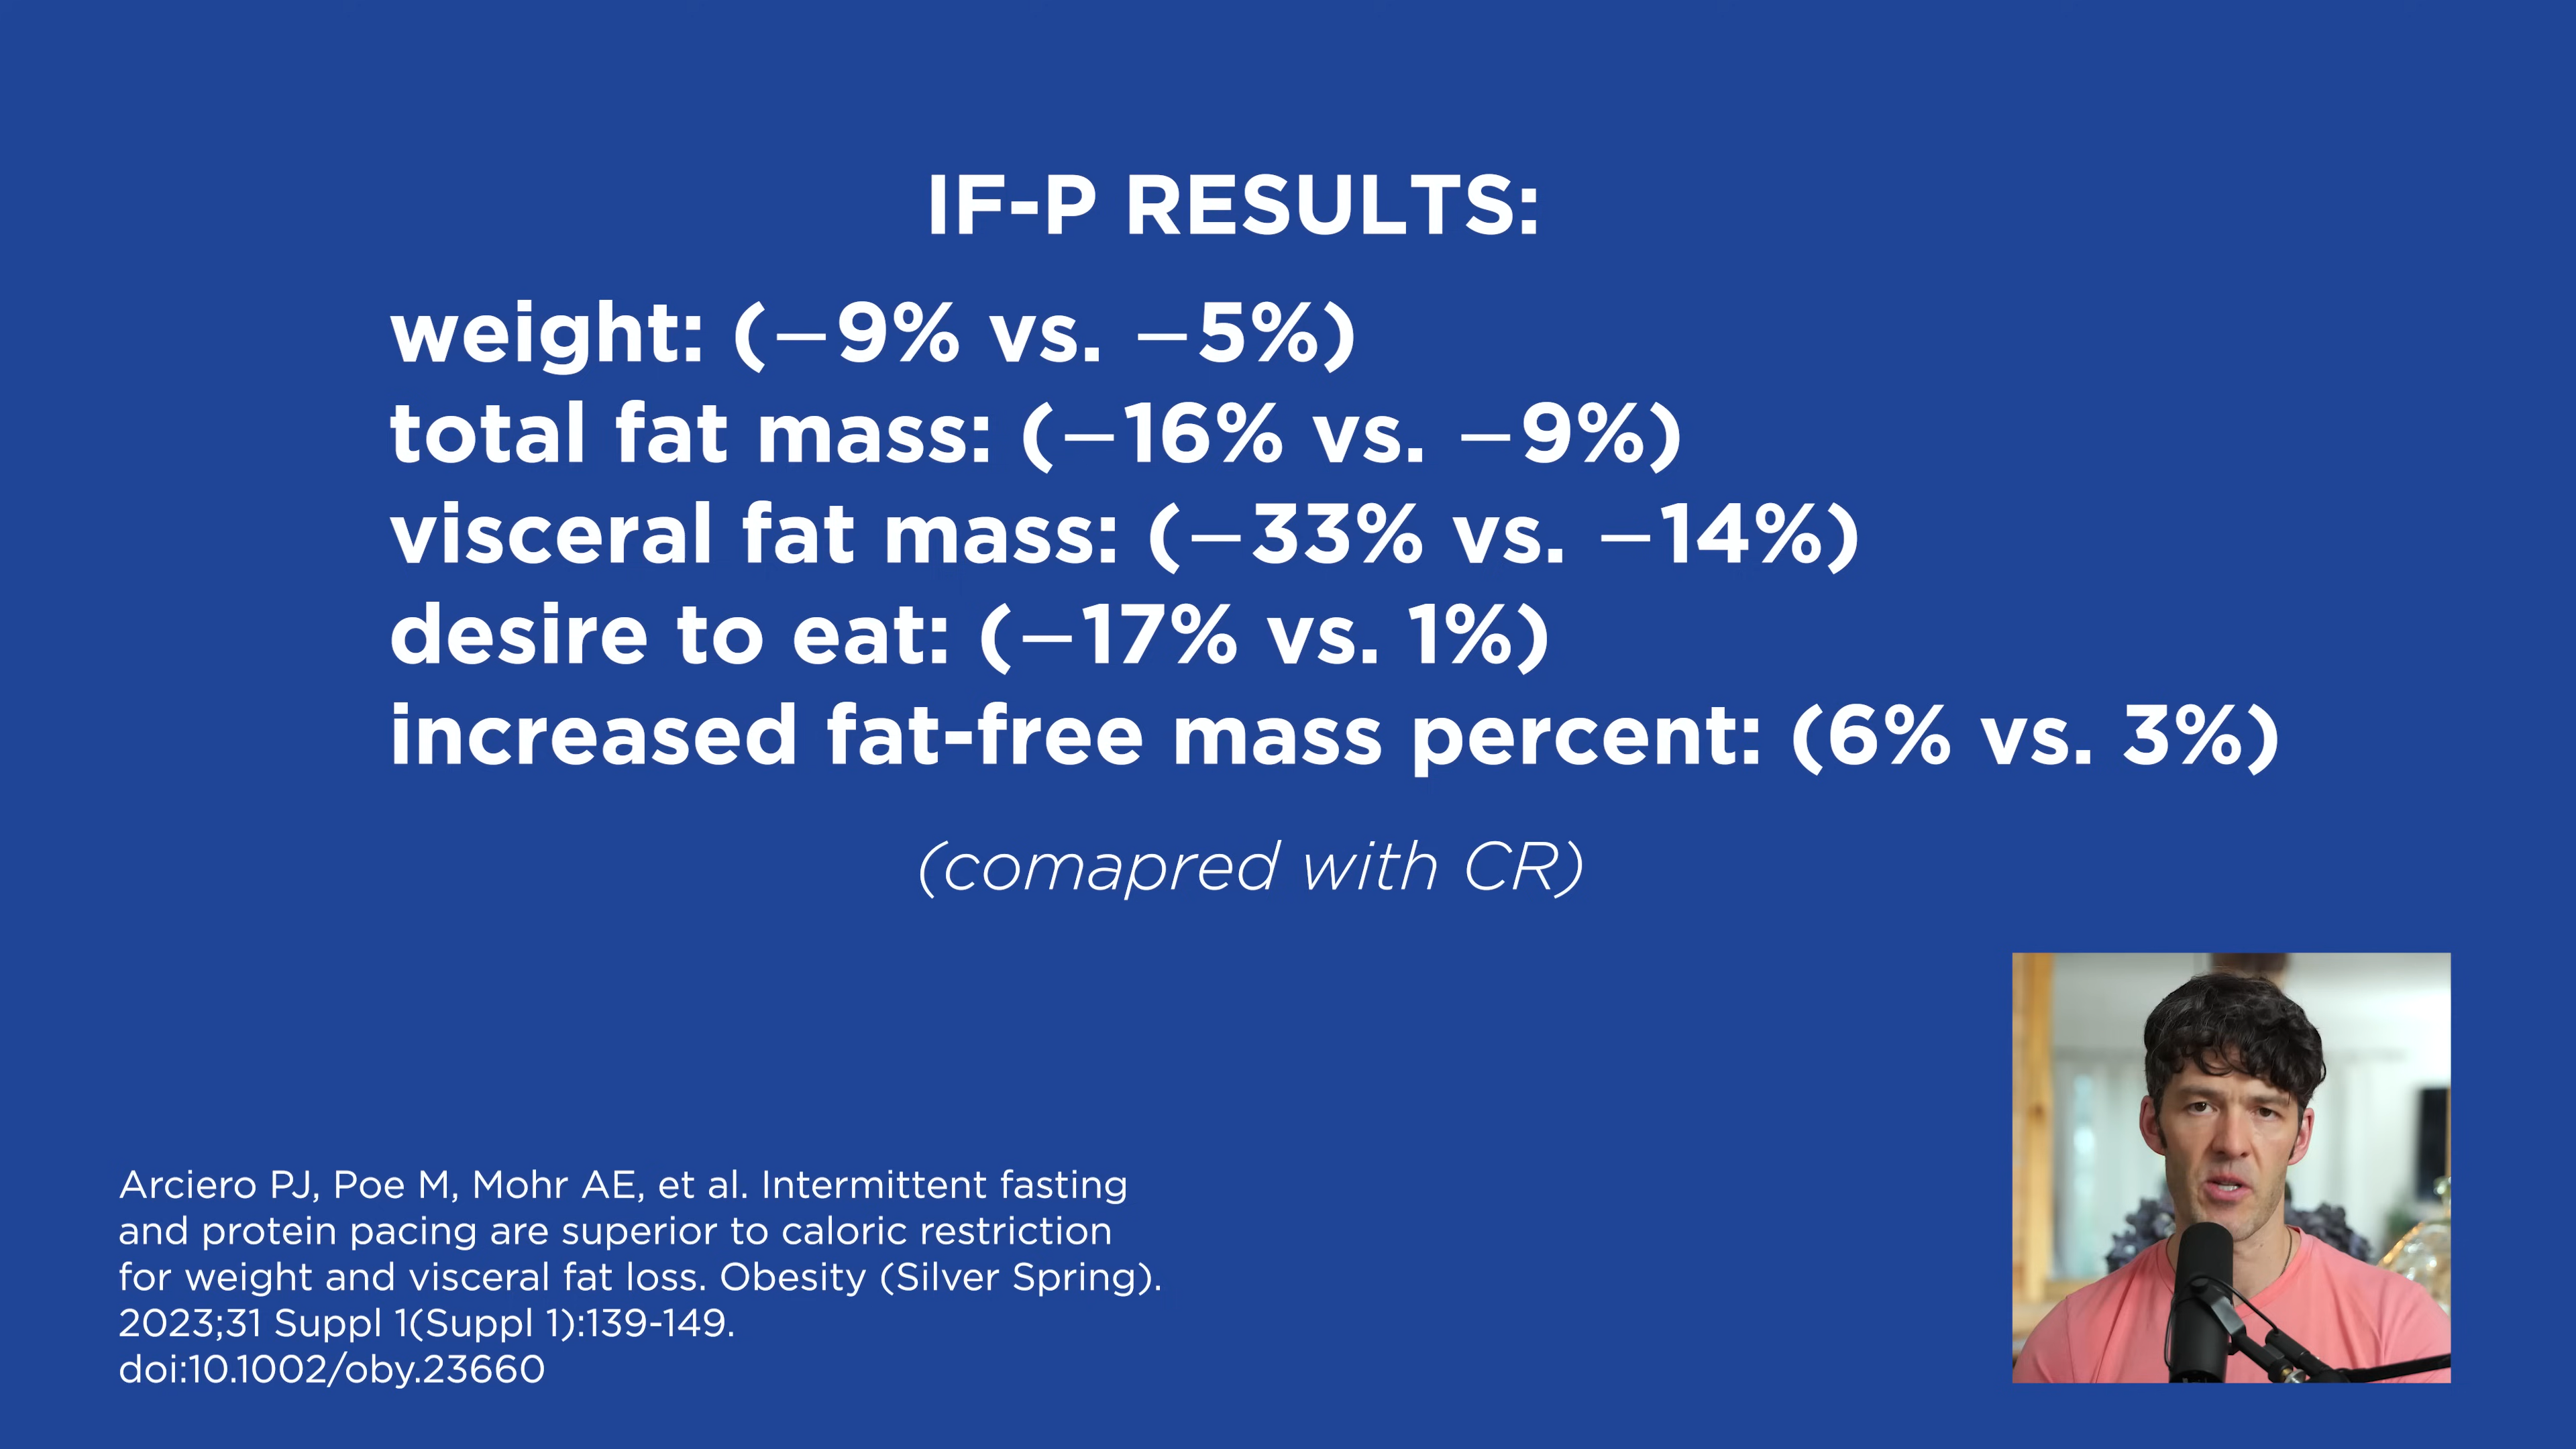 IF-P RESULTS:
weight: (−9% vs. −5%)
total fat mass: (−16% vs. −9%)
visceral fat mass: (−33% vs. −14%)
desire to eat: (−17% vs. 1%)
increased fat-free mass percent: (6% vs. 3%)
(comapred with CR)
Arciero PJ, Poe M, Mohr AE, et al. Intermittent fasting
and protein pacing are superior to caloric restriction
for weight and visceral fat loss. Obesity (Silver Spring).
2023;31 Suppl 1(Suppl 1):139-149.
doi:10.1002/oby.23660